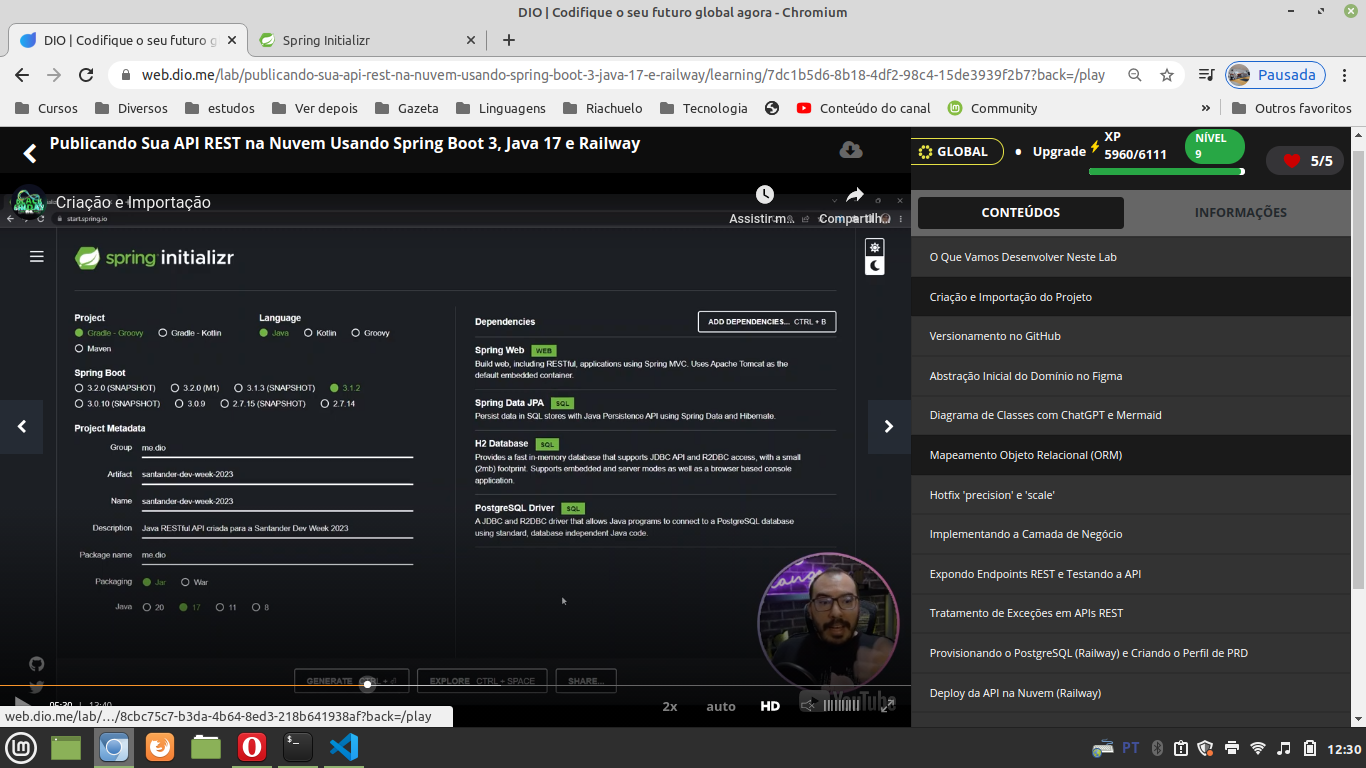 DIO | Codifique o seu futuro global agora - Chromium
DIO | Codifique o seu futuro g
Spring Initializr
web.dio.me/lab/publicando-sua-api-rest-na-nuvem-usando-spring-boot-3-java-17-e-railway/learning/7dc1b5d6-8b18-4df2-98c4-15de3939f2b7?back=/play
Pausada
Cursos
Diversos
estudos
Ver depois
Gazeta
Linguagens
Riachuelo
Tecnologia
Conteúdo do canal
Community
»
Outros favoritos
Publicando Sua API REST na Nuvem Usando Spring Boot 3, Java 17 e Railway
GLOBAL
Upgrade
XP
5960/6111
NÍVEL
9
5/5
Criação e Importação
Assistir m...
Compartilh...
start.spring.io
spring initializr
Project
Gradle - Groovy
Gradle - Kotlin
Maven
Language
Java
Kotlin
Groovy
Spring Boot
3.2.0 (SNAPSHOT)
3.2.0 (M1)
3.1.3 (SNAPSHOT)
3.1.2
3.0.10 (SNAPSHOT)
3.0.9
2.7.15 (SNAPSHOT)
2.7.14
Project Metadata
Group me.dio
Artifact santander-dev-week-2023
Name santander-dev-week-2023
Description Java RESTful API criada para a Santander Dev Week 2023
Package name me.dio
Packaging Jar War
Java 20 17 11 8
Dependencies
ADD DEPENDENCIES... CTRL + B
Spring Web WEB
Build web, including RESTful, applications using Spring MVC. Uses Apache Tomcat as the
default embedded container.
Spring Data JPA SQL
Persist data in SQL stores with Java Persistence API using Spring Data and Hibernate.
H2 Database SQL
Provides a fast in-memory database that supports JDBC API and R2DBC access, with a small
(2mb) footprint. Supports embedded and server modes as well as a browser based console
application.
PostgreSQL Driver SQL
A JDBC and R2DBC driver that allows Java programs to connect to a PostgreSQL database
using standard, database independent Java code.
GENERATE
EXPLORE CTRL + SPACE
SHARE...
05:30 | 13:40
2x
auto
HD
YouTube
web.dio.me/lab/…/8cbc75c7-b3da-4b64-8ed3-218b641938af?back=/play
CONTEÚDOS
INFORMAÇÕES
O Que Vamos Desenvolver Neste Lab
Criação e Importação do Projeto
Versionamento no GitHub
Abstração Inicial do Domínio no Figma
Diagrama de Classes com ChatGPT e Mermaid
Mapeamento Objeto Relacional (ORM)
Hotfix 'precision' e 'scale'
Implementando a Camada de Negócio
Expondo Endpoints REST e Testando a API
Tratamento de Exceções em APIs REST
Provisionando o PostgreSQL (Railway) e Criando o Perfil de PRD
Deploy da API na Nuvem (Railway)
PT
12:30